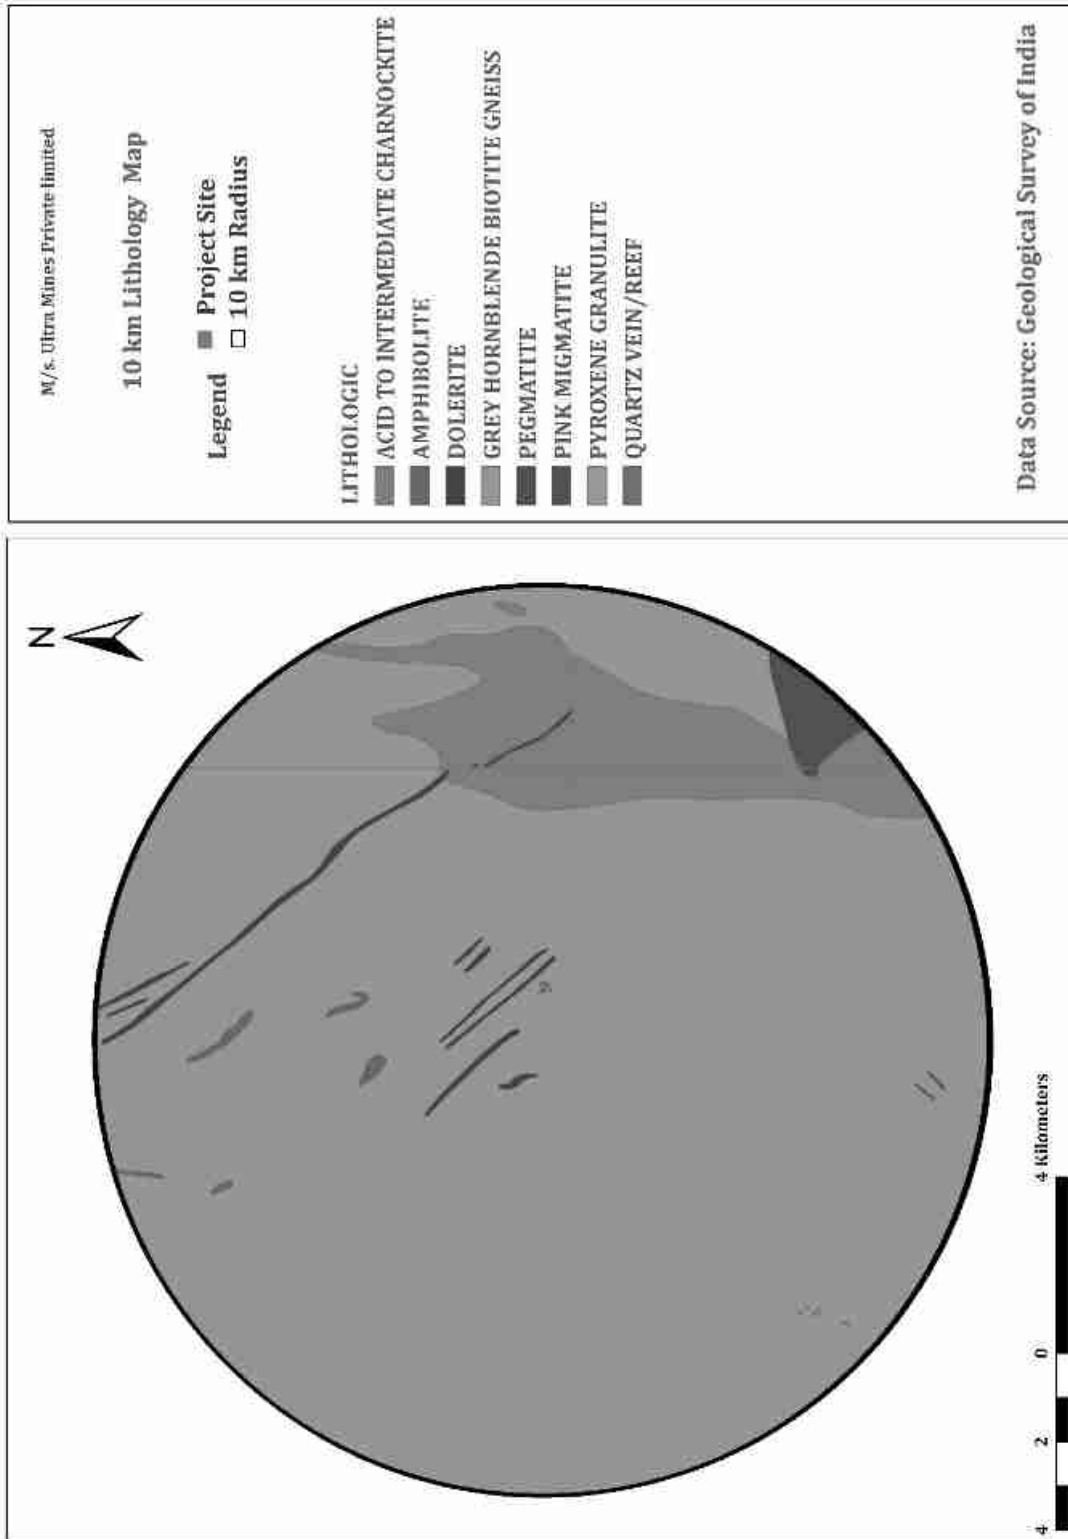 M/s. Ultra Mines Private limited
10 km Lithology Map
Legend
Project Site
10 km Radius
LITHOLOGIC
ACID TO INTERMEDIATE CHARNOCKITE
AMPHIBOLITE
DOLERITE
GREY HORNBLENDE BIOTITE GNEISS
PEGMATITE
PINK MIGMATITE
PYROXENE GRANULITE
QUARTZ VEIN/REEF
Data Source: Geological Survey of India
N
4 2 0 4 Kilometers